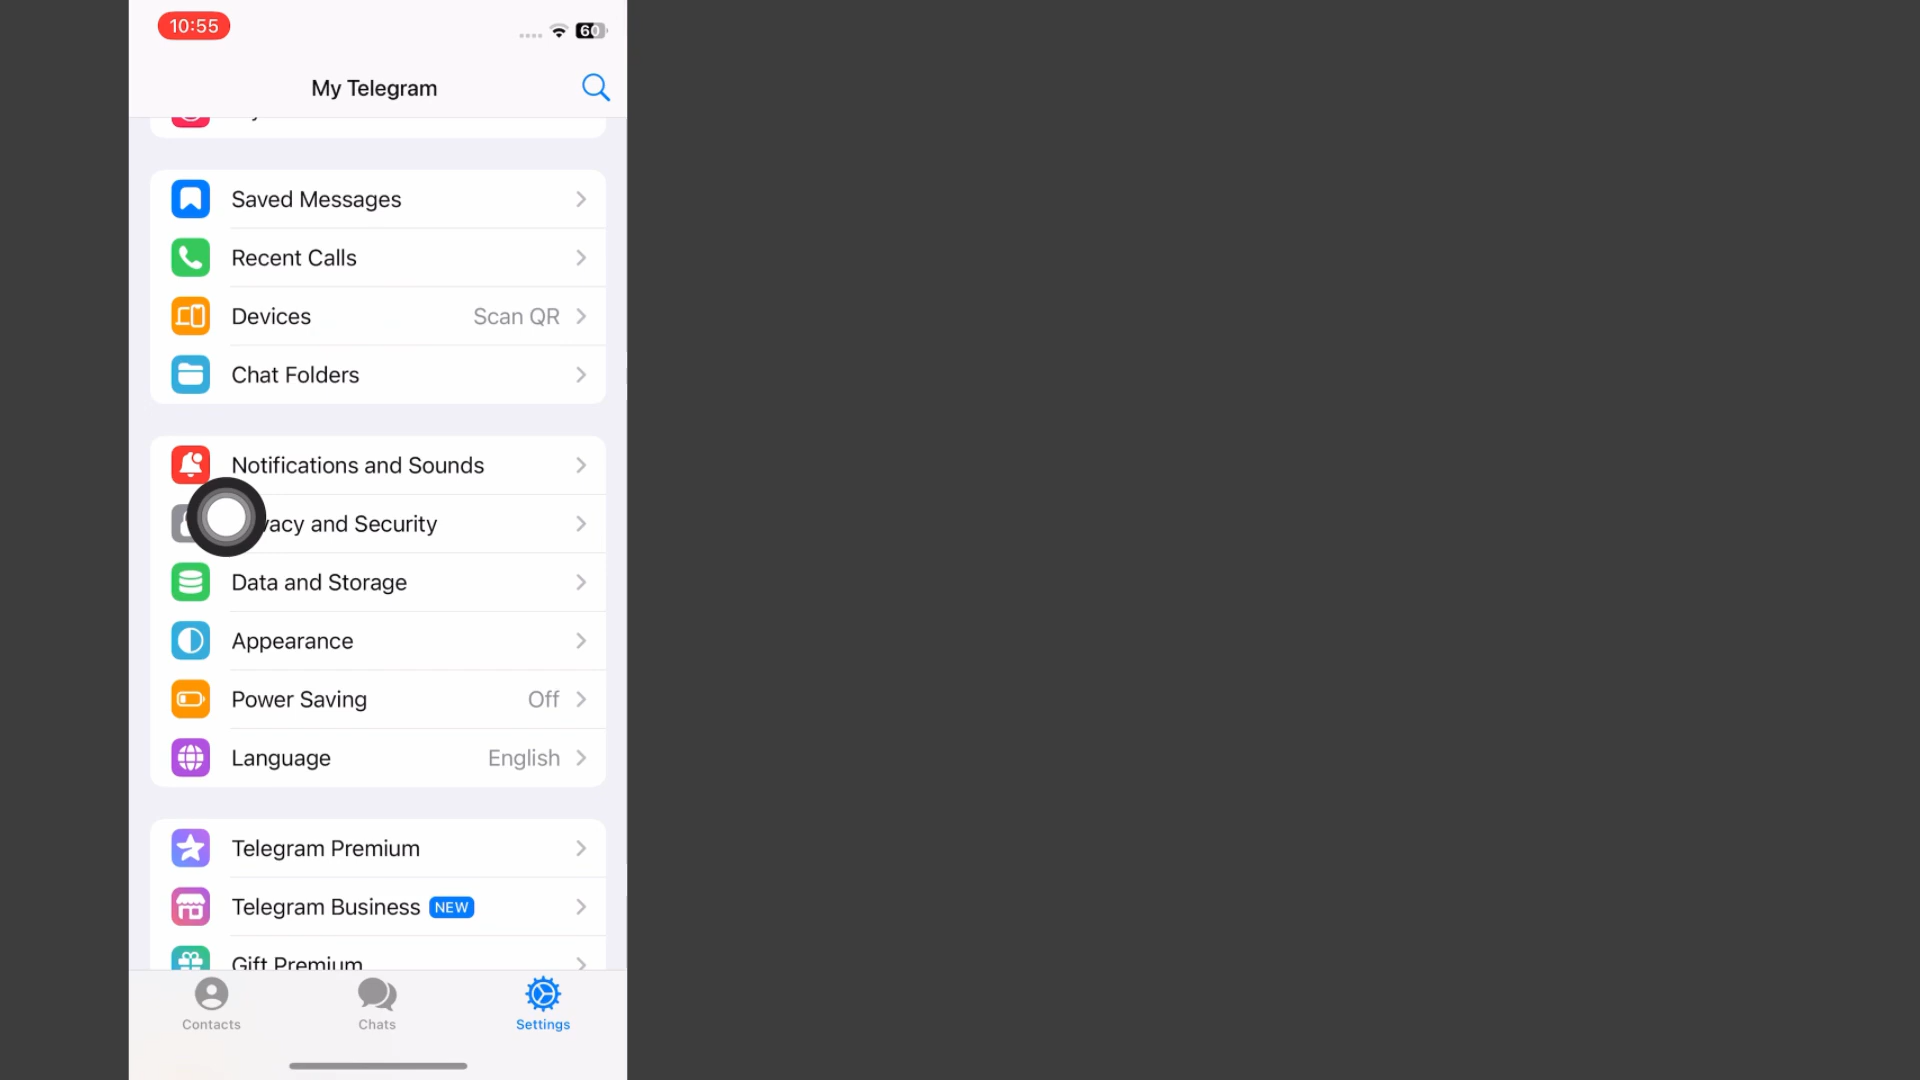 10:55
60
My Telegram
Saved Messages
Recent Calls
Devices Scan QR
Chat Folders
Notifications and Sounds
vacy and Security
Data and Storage
Appearance
Power Saving Off
Language English
Telegram Premium
Telegram Business NEW
Gift Premium
Contacts Chats Settings